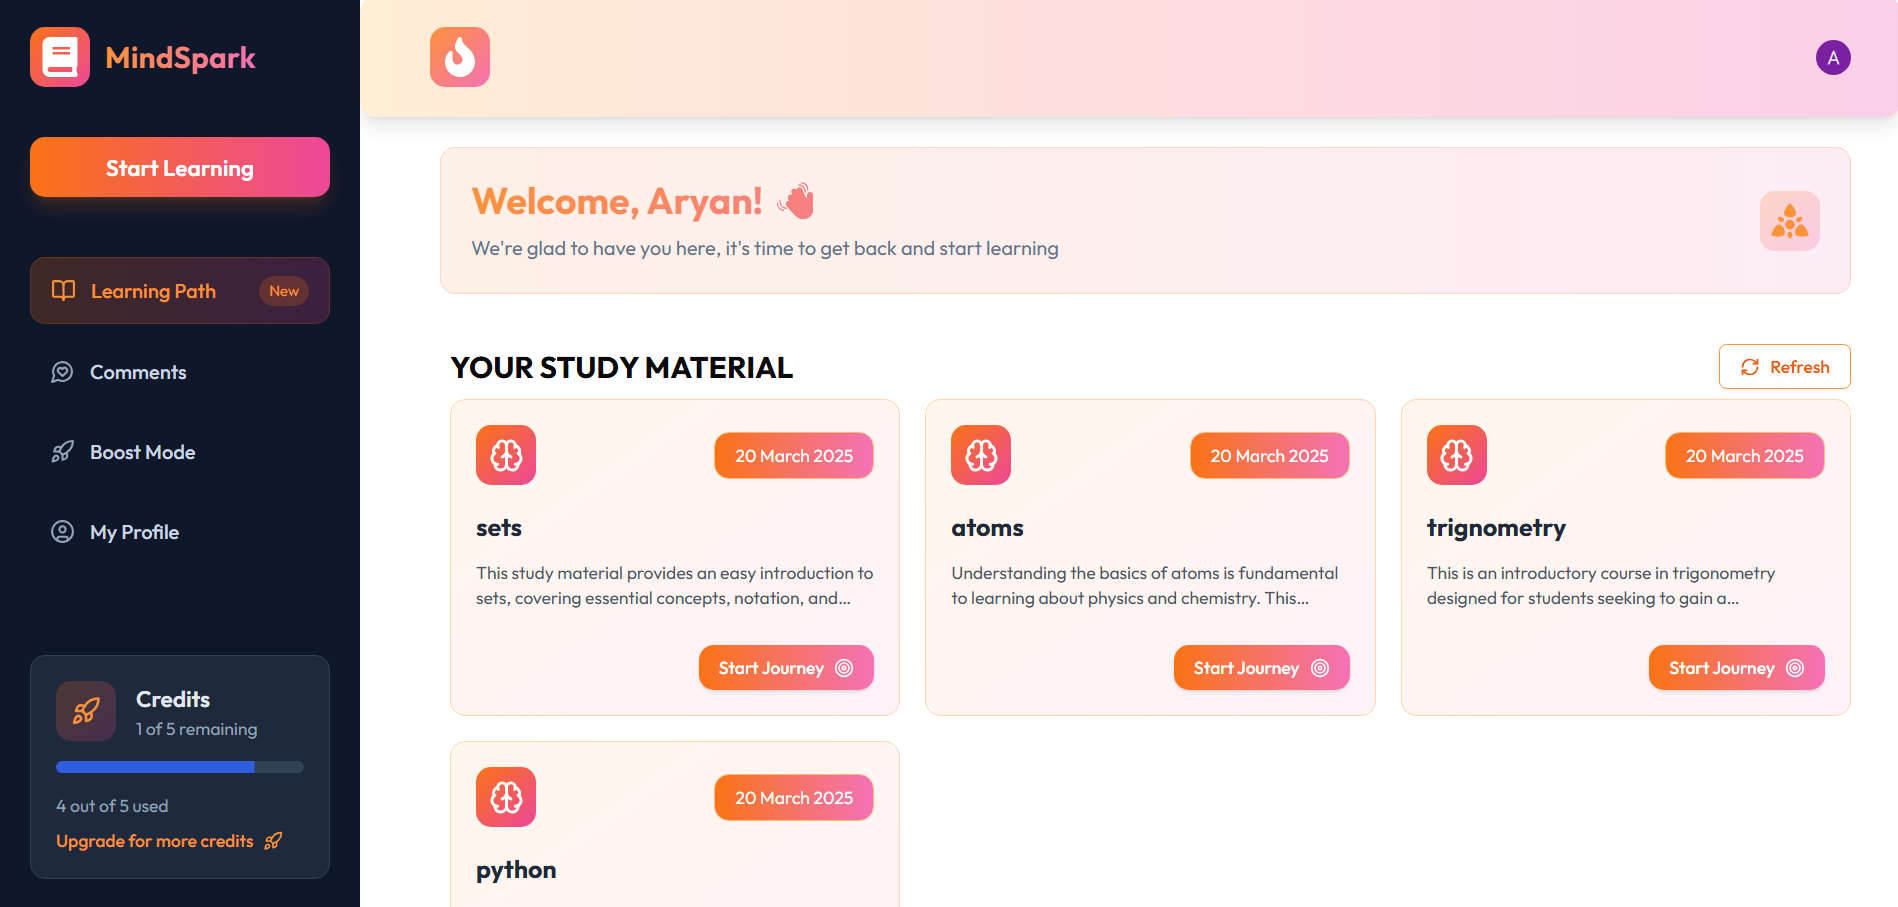 MindSpark
Start Learning
Learning Path
New
Comments
Boost Mode
My Profile
Credits
1 of 5 remaining
4 out of 5 used
Upgrade for more credits
A
Welcome, Aryan!
We're glad to have you here, it's time to get back and start learning
YOUR STUDY MATERIAL
Refresh
20 March 2025
sets
This study material provides an easy introduction to
sets, covering essential concepts, notation, and...
Start Journey
20 March 2025
atoms
Understanding the basics of atoms is fundamental
to learning about physics and chemistry. This...
Start Journey
20 March 2025
trignometry
This is an introductory course in trigonometry
designed for students seeking to gain a...
Start Journey
20 March 2025
python